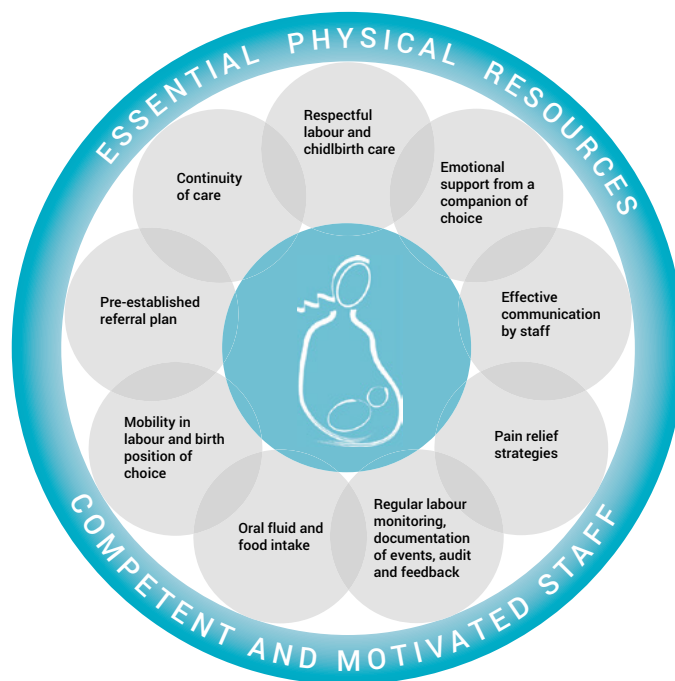 ESSENTIAL PHYSICAL RESOURCES
Respectful
labour and
chidlbirth care
Emotional
support from a
companion of
choice
Effective
communication
by staff
Pain relief
strategies
Regular labour
monitoring,
documentation
of events, audit
and feedback
Oral fluid and
food intake
Mobility in
labour and birth
position of
choice
Pre-established
referral plan
Continuity
of care
COMPETENT AND MOTIVATED STAFF